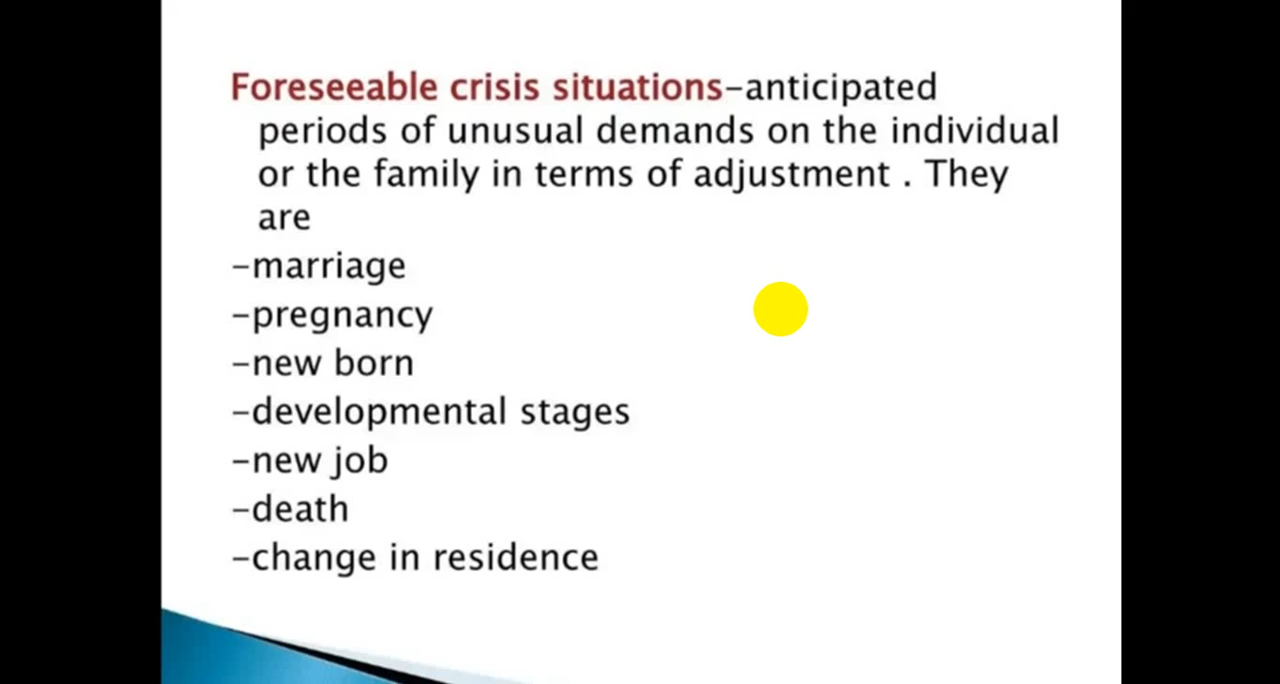 Foreseeable crisis situations-anticipated
periods of unusual demands on the individual
or the family in terms of adjustment . They
are
-marriage
-pregnancy
-new born
-developmental stages
-new job
-death
-change in residence